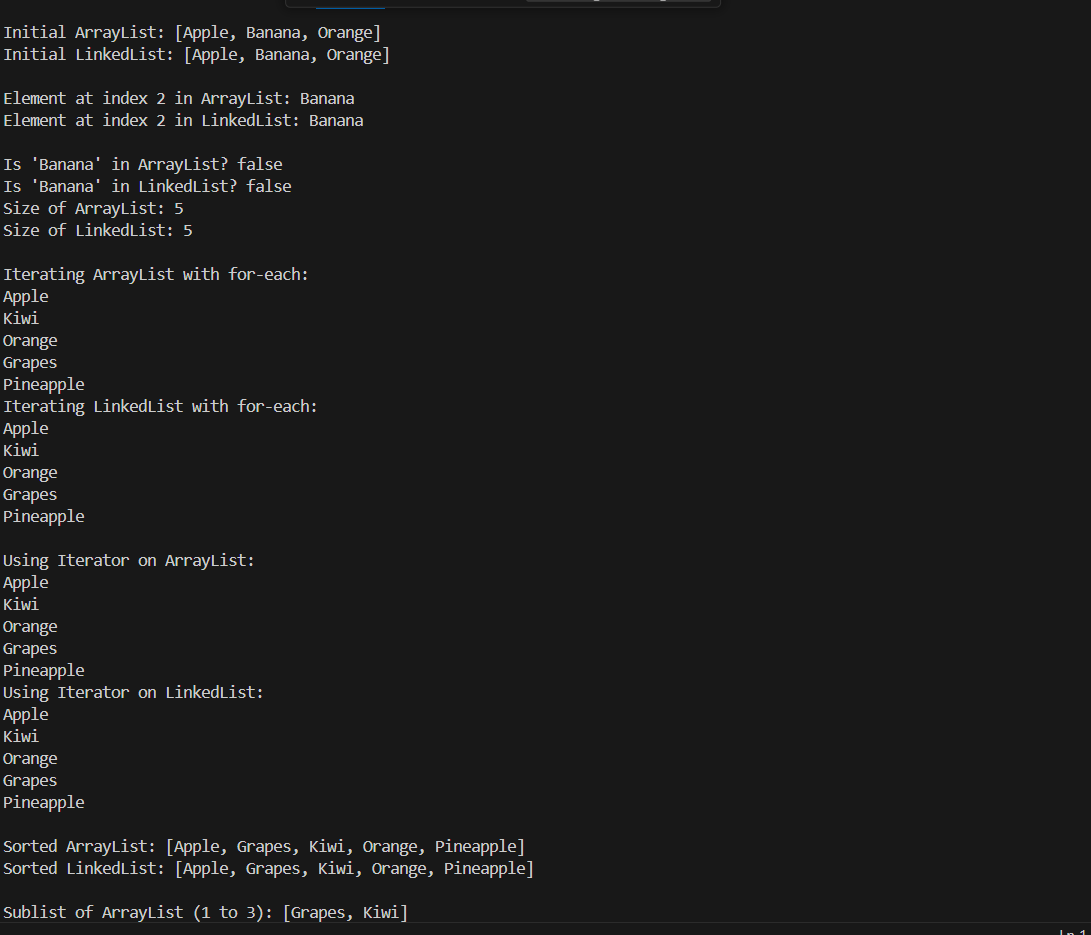 Initial ArrayList: [Apple, Banana, Orange]
Initial LinkedList: [Apple, Banana, Orange]
Element at index 2 in ArrayList: Banana
Element at index 2 in LinkedList: Banana
Is 'Banana' in ArrayList? false
Is 'Banana' in LinkedList? false
Size of ArrayList: 5
Size of LinkedList: 5
Iterating ArrayList with for-each:
Apple
Kiwi
Orange
Grapes
Pineapple
Iterating LinkedList with for-each:
Apple
Kiwi
Orange
Grapes
Pineapple
Using Iterator on ArrayList:
Apple
Kiwi
Orange
Grapes
Pineapple
Using Iterator on LinkedList:
Apple
Kiwi
Orange
Grapes
Pineapple
Sorted ArrayList: [Apple, Grapes, Kiwi, Orange, Pineapple]
Sorted LinkedList: [Apple, Grapes, Kiwi, Orange, Pineapple]
Sublist of ArrayList (1 to 3): [Grapes, Kiwi]